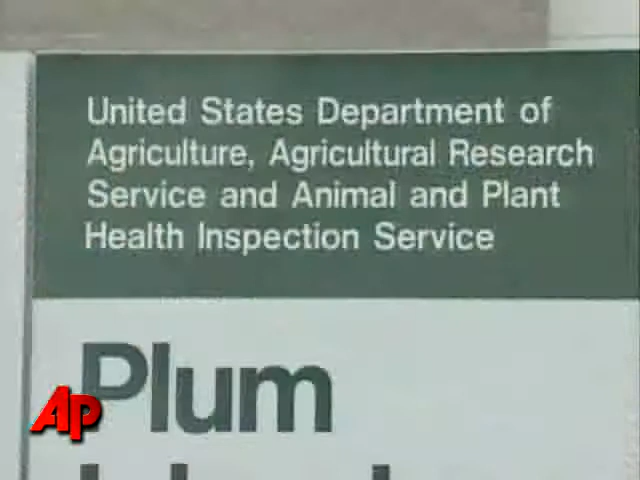 United States Department of
Agriculture, Agricultural Research
Service and Animal and Plant
Health Inspection Service
Plum
AP